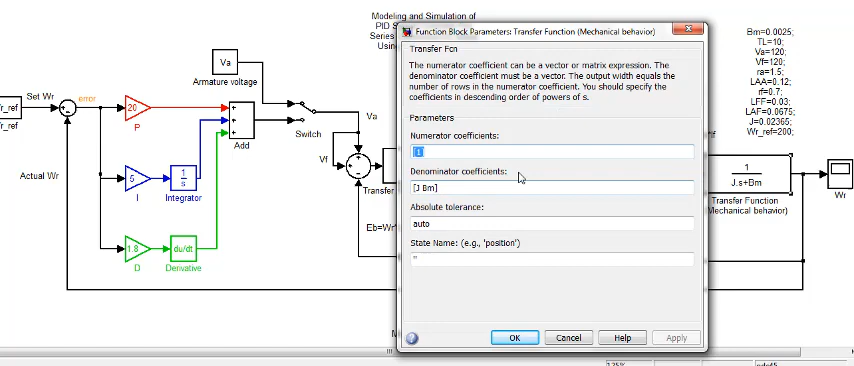 Modeling and Simulation of
PID S
Series
Using
Set Wr
error
Wr_ref
Actual Wr
20
P
5
I
1
s
Integrator
1.8
D
du/dt
Derivative
Va
Armature voltage
Add
Switch
Va
Vf
Transfer
Eb=Wr*
Function Block Parameters: Transfer Function (Mechanical behavior)
Transfer Fcn
The numerator coefficient can be a vector or matrix expression. The
denominator coefficient must be a vector. The output width equals the
number of rows in the numerator coefficient. You should specify the
coefficients in descending order of powers of s.
Parameters
Numerator coefficients:
[1]
Denominator coefficients:
[J Bm]
Absolute tolerance:
auto
State Name: (e.g., 'position')
''
OK
Cancel
Help
Apply
Bm=0.0025;
TL=10;
Va=120;
Vf=120;
ra=1.5;
LAA=0.12;
rf=0.7;
LFF=0.03;
LAF=0.0675;
J=0.02365;
Wr_ref=200;
*If
1
J.s+Bm
Transfer Function
(Mechanical behavior)
Wr
125%
ode45